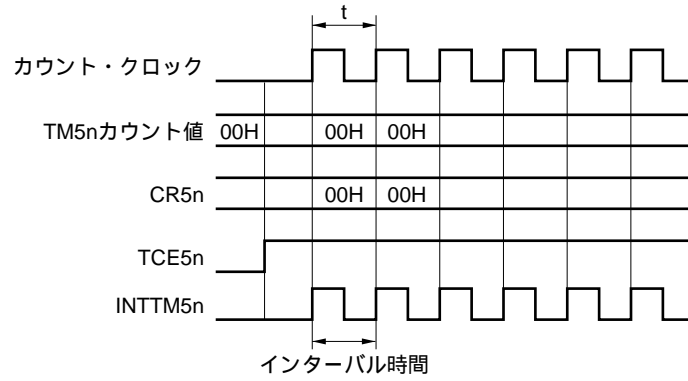 t
カウント・クロック
TM5nカウント値 00H 00H 00H
CR5n 00H 00H
TCE5n
INTTM5n
インターバル時間